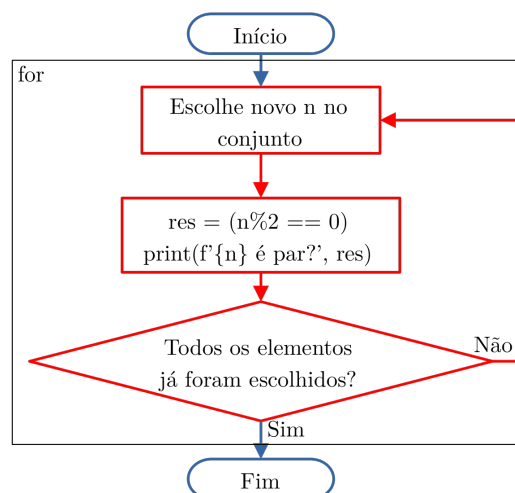 Início
for
Escolhe novo n no
conjunto
res = (n%2 == 0)
print(f'{n} é par?', res)
Todos os elementos
já foram escolhidos?
Não
Sim
Fim